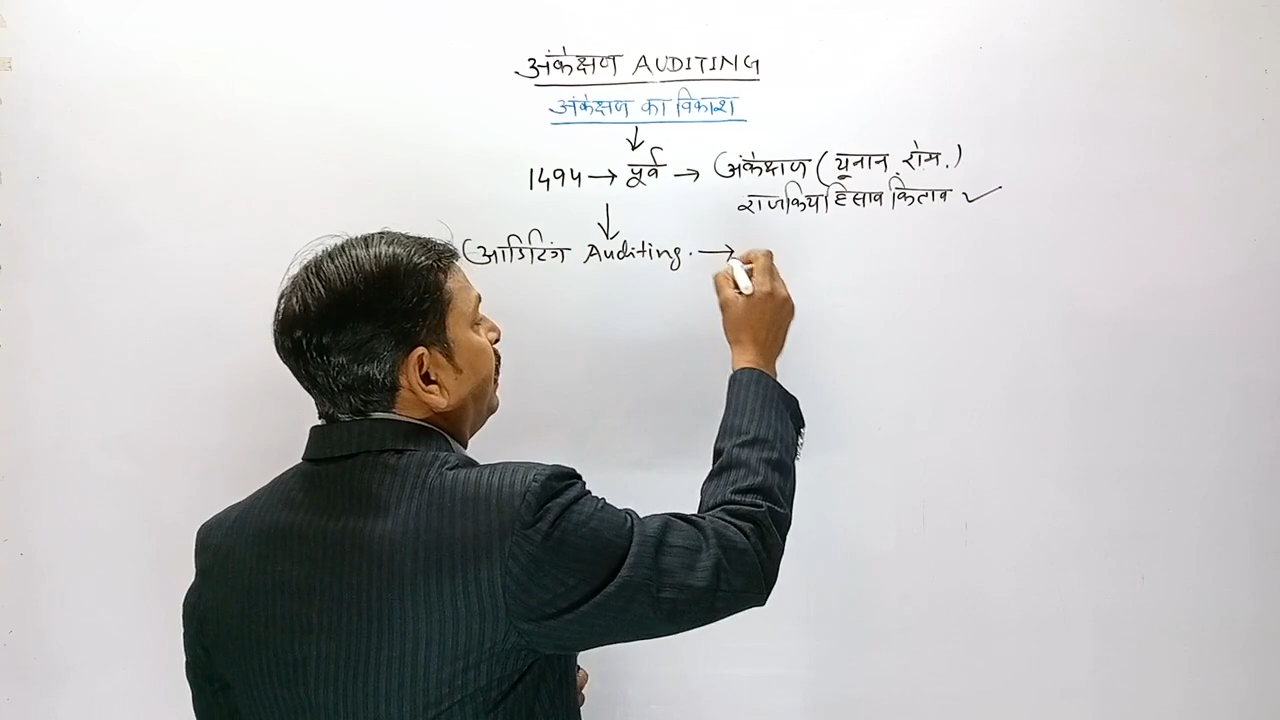 अंकेक्षण AUDITING
अंकेक्षण का विकाश
1494 → पूर्व → अंकेक्षण (यूनान, रोम.)
राजकिय हिसाव किताव ✓
आडिटिंग Auditing. →